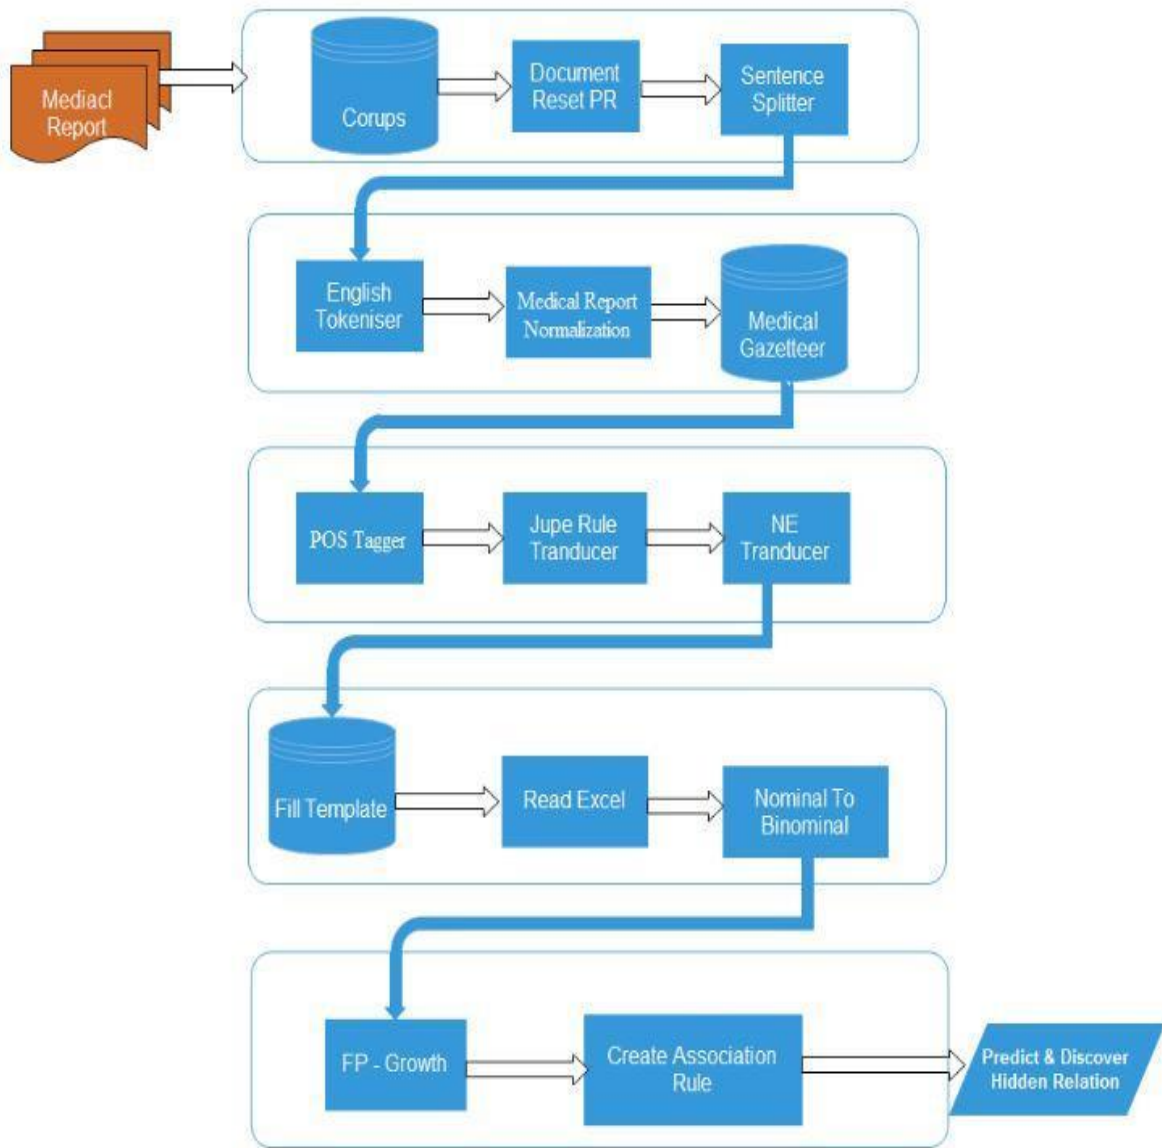 Mediacl
Report
Corups
Document
Reset PR
Sentence
Splitter
English
Tokeniser
Medical Report
Normalization
Medical
Gazetteer
POS Tagger
Jupe Rule
Tranducer
NE
Tranducer
Fill Template
Read Excel
Nominal To
Binominal
FP - Growth
Create Association
Rule
Predict & Discover
Hidden Relation